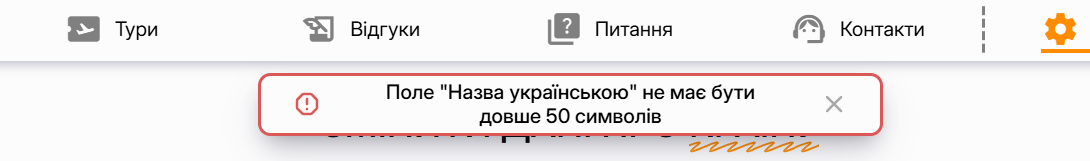 Тури
Відгуки
Питання
Контакти
Поле "Назва українською" не має бути
довше 50 символів